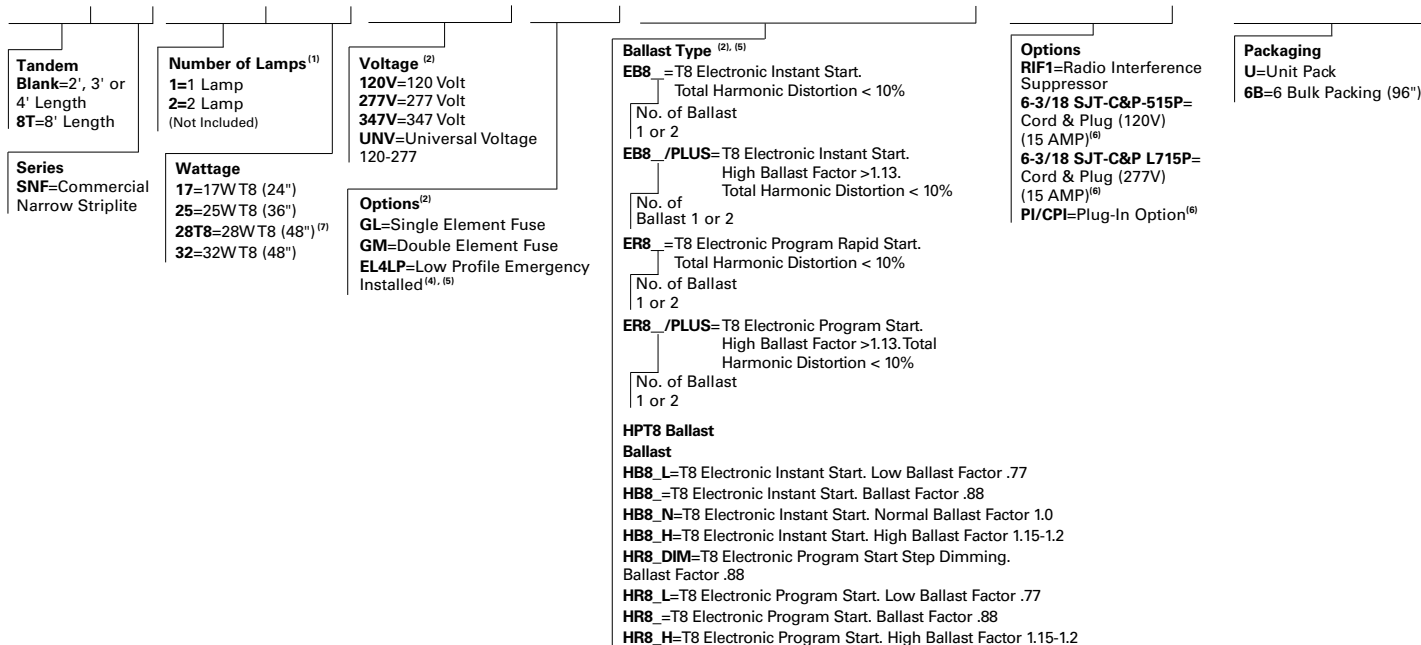 Tandem
Blank=2', 3' or
4' Length
8T=8' Length
Series
SNF=Commercial
Narrow Striplite
Number of Lamps(1)
1=1 Lamp
2=2 Lamp
(Not Included)
Wattage
17=17W T8 (24")
25=25W T8 (36")
28T8=28W T8 (48")(7)
32=32W T8 (48")
Voltage (2)
120V=120 Volt
277V=277 Volt
347V=347 Volt
UNV=Universal Voltage
120-277
Options(2)
GL=Single Element Fuse
GM=Double Element Fuse
EL4LP=Low Profile Emergency
Installed(4), (5)
Ballast Type (2), (5)
EB8_=T8 Electronic Instant Start.
Total Harmonic Distortion < 10%
No. of Ballast
1 or 2
EB8_/PLUS=T8 Electronic Instant Start.
High Ballast Factor >1.13.
Total Harmonic Distortion < 10%
No. of
Ballast 1 or 2
ER8_=T8 Electronic Program Rapid Start.
Total Harmonic Distortion < 10%
No. of Ballast
1 or 2
ER8_/PLUS=T8 Electronic Program Start.
High Ballast Factor >1.13. Total
Harmonic Distortion < 10%
No. of Ballast
1 or 2
HPT8 Ballast
Ballast
HB8_L=T8 Electronic Instant Start. Low Ballast Factor .77
HB8_=T8 Electronic Instant Start. Ballast Factor .88
HB8_N=T8 Electronic Instant Start. Normal Ballast Factor 1.0
HB8_H=T8 Electronic Instant Start. High Ballast Factor 1.15-1.2
HR8_DIM=T8 Electronic Program Start Step Dimming.
Ballast Factor .88
HR8_L=T8 Electronic Program Start. Low Ballast Factor .77
HR8_=T8 Electronic Program Start. Ballast Factor .88
HR8_H=T8 Electronic Program Start. High Ballast Factor 1.15-1.2
Options
RIF1=Radio Interference
Suppressor
6-3/18 SJT-C&P-515P=
Cord & Plug (120V)
(15 AMP)(6)
6-3/18 SJT-C&P L715P=
Cord & Plug (277V)
(15 AMP)(6)
PI/CPI=Plug-In Option(6)
Packaging
U=Unit Pack
6B=6 Bulk Packing (96")